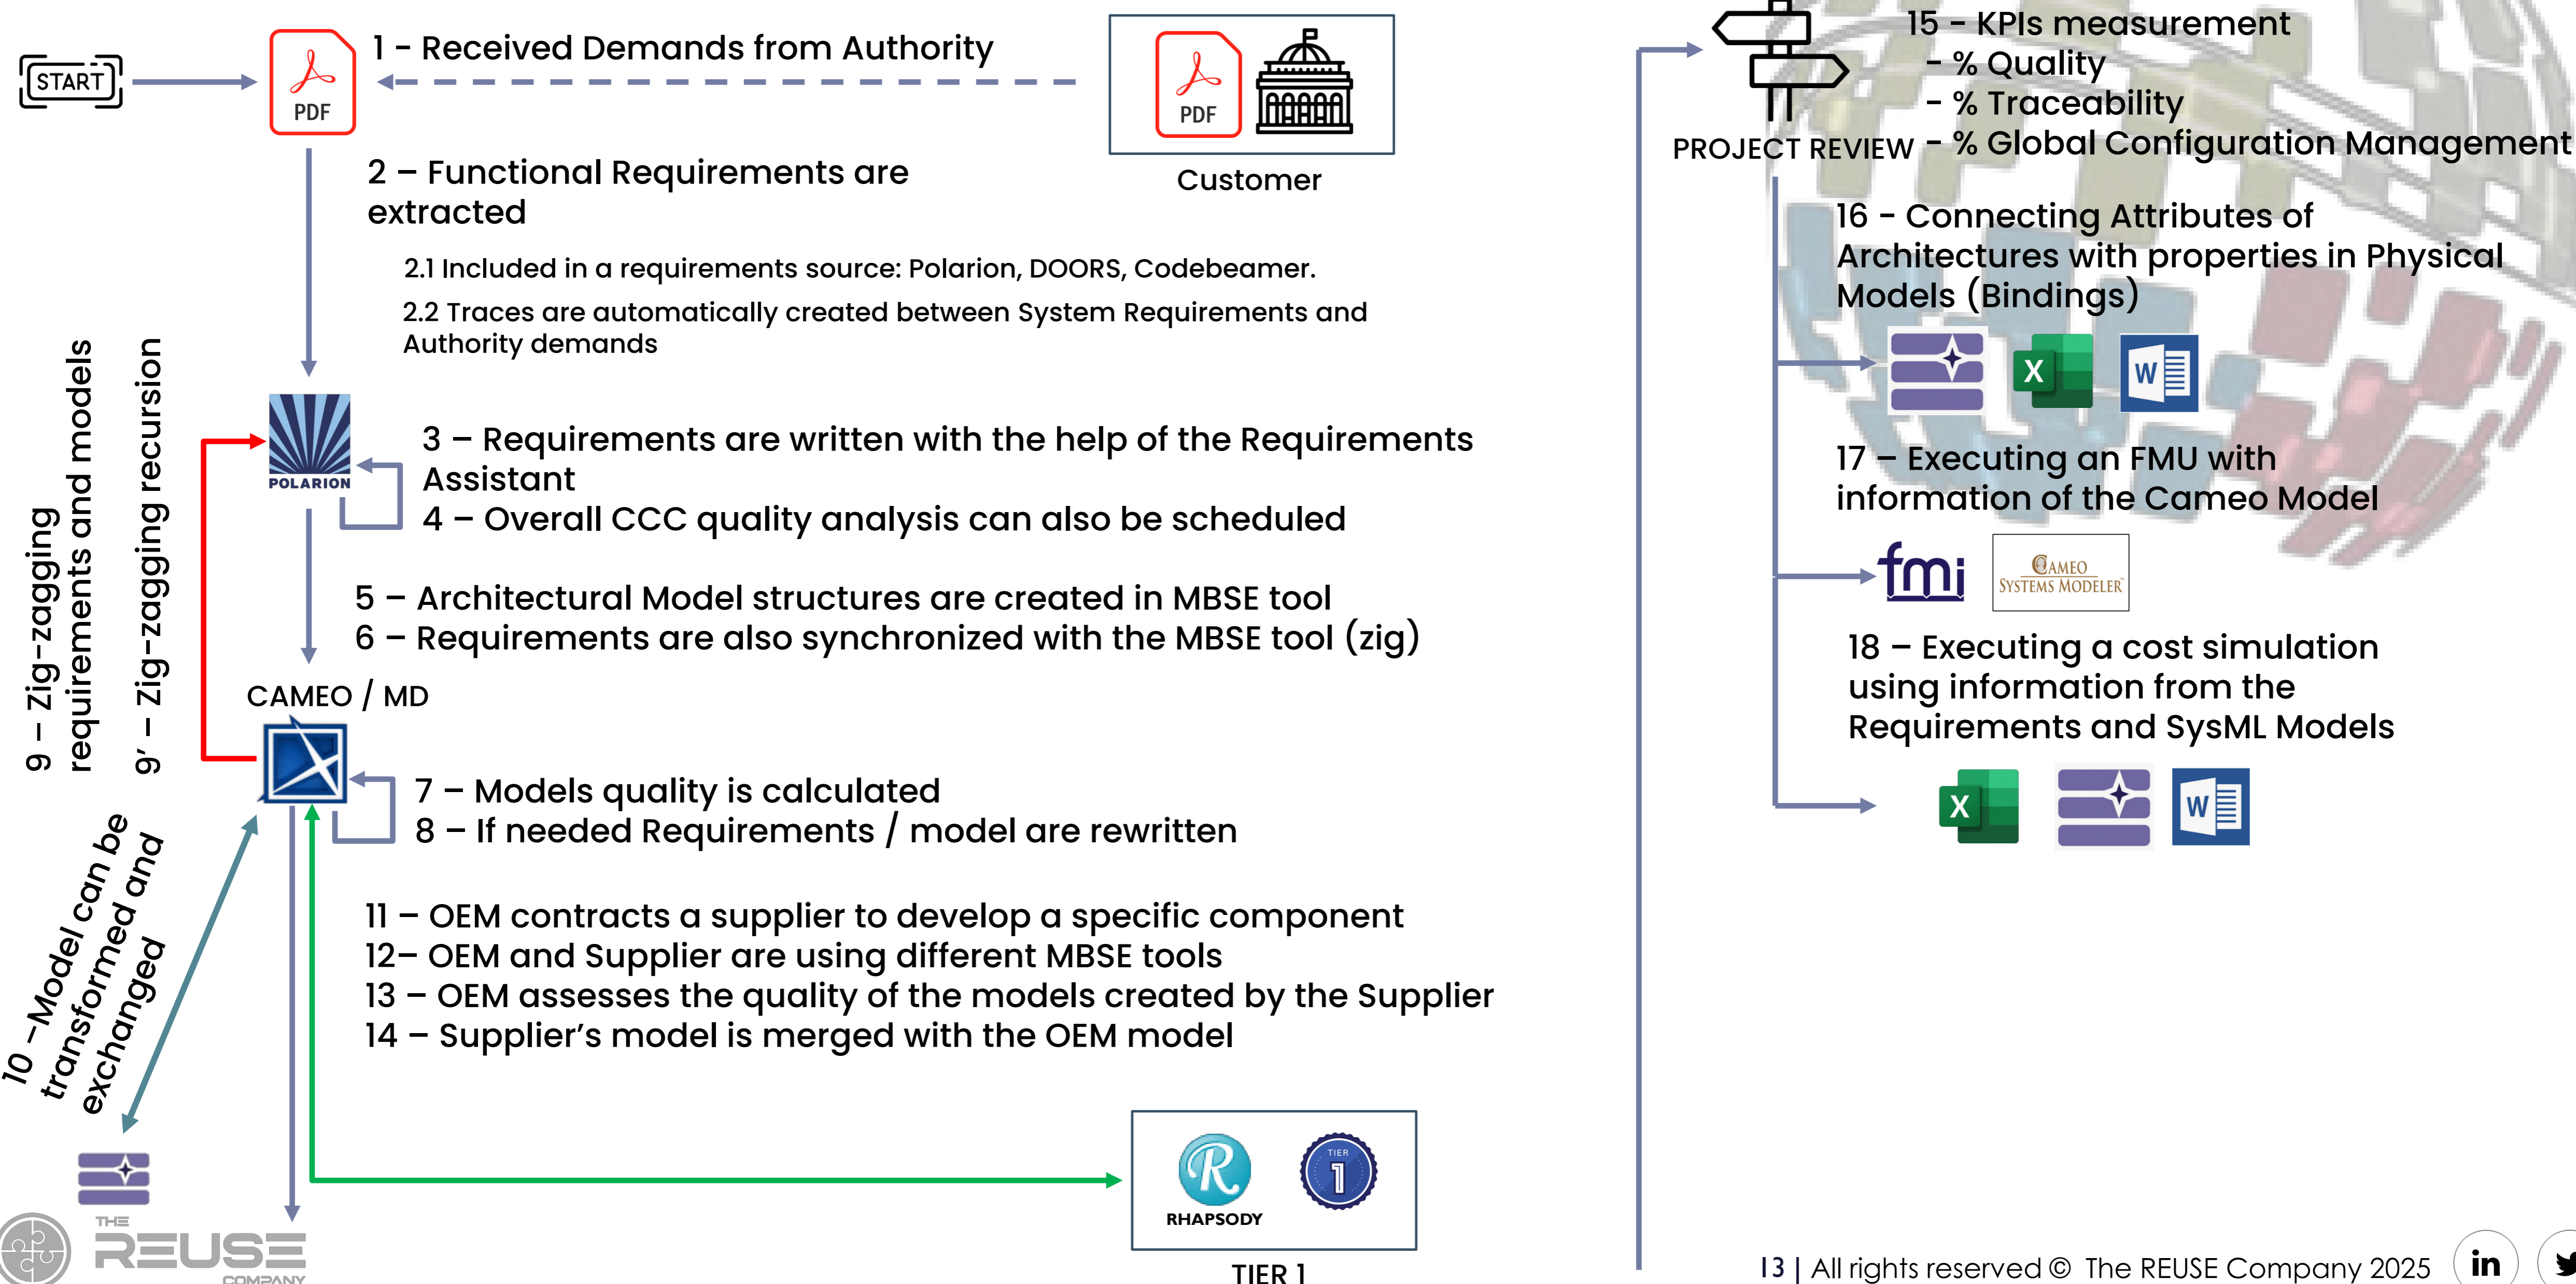 START
PDF
1 - Received Demands from Authority
PDF
Customer
2 – Functional Requirements are
extracted
2.1 Included in a requirements source: Polarion, DOORS, Codebeamer.
2.2 Traces are automatically created between System Requirements and
Authority demands
9 – Zig-zagging
requirements and models
9’ – Zig-zagging recursion
POLARION
3 – Requirements are written with the help of the Requirements
Assistant
4 – Overall CCC quality analysis can also be scheduled
5 – Architectural Model structures are created in MBSE tool
6 – Requirements are also synchronized with the MBSE tool (zig)
CAMEO / MD
7 – Models quality is calculated
8 – If needed Requirements / model are rewritten
10 –Model can be
transformed and
exchanged
11 – OEM contracts a supplier to develop a specific component
12– OEM and Supplier are using different MBSE tools
13 – OEM assesses the quality of the models created by the Supplier
14 – Supplier’s model is merged with the OEM model
R
RHAPSODY
TIER
1
TIER 1
THE
REUSE
COMPANY
PROJECT REVIEW
15 - KPIs measurement
- % Quality
- % Traceability
- % Global Configuration Management
16 - Connecting Attributes of
Architectures with properties in Physical
Models (Bindings)
X
W
17 – Executing an FMU with
information of the Cameo Model
fmi
CAMEO
SYSTEMS MODELER™
18 – Executing a cost simulation
using information from the
Requirements and SysML Models
X
W
13 | All rights reserved © The REUSE Company 2025
in